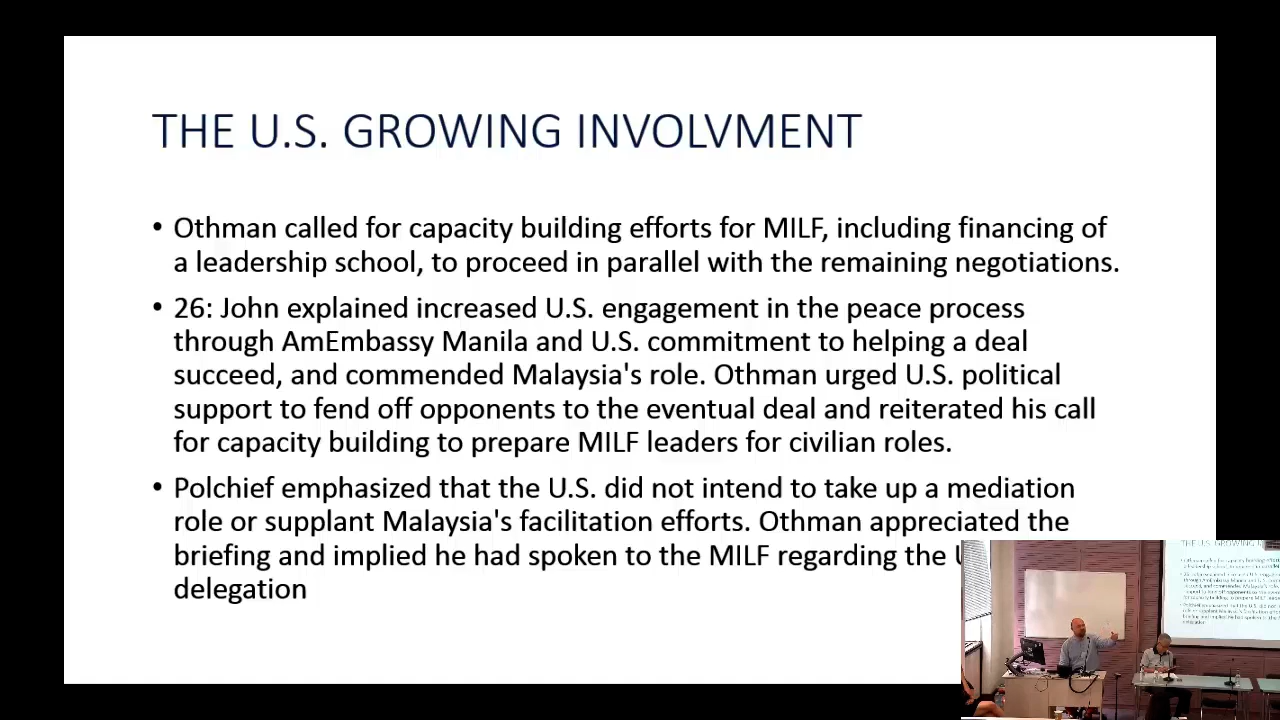 THE U.S. GROWING INVOLVMENT
• Othman called for capacity building efforts for MILF, including financing of
a leadership school, to proceed in parallel with the remaining negotiations.
• 26: John explained increased U.S. engagement in the peace process
through AmEmbassy Manila and U.S. commitment to helping a deal
succeed, and commended Malaysia's role. Othman urged U.S. political
support to fend off opponents to the eventual deal and reiterated his call
for capacity building to prepare MILF leaders for civilian roles.
• Polchief emphasized that the U.S. did not intend to take up a mediation
role or supplant Malaysia's facilitation efforts. Othman appreciated the
briefing and implied he had spoken to the MILF regarding the
delegation